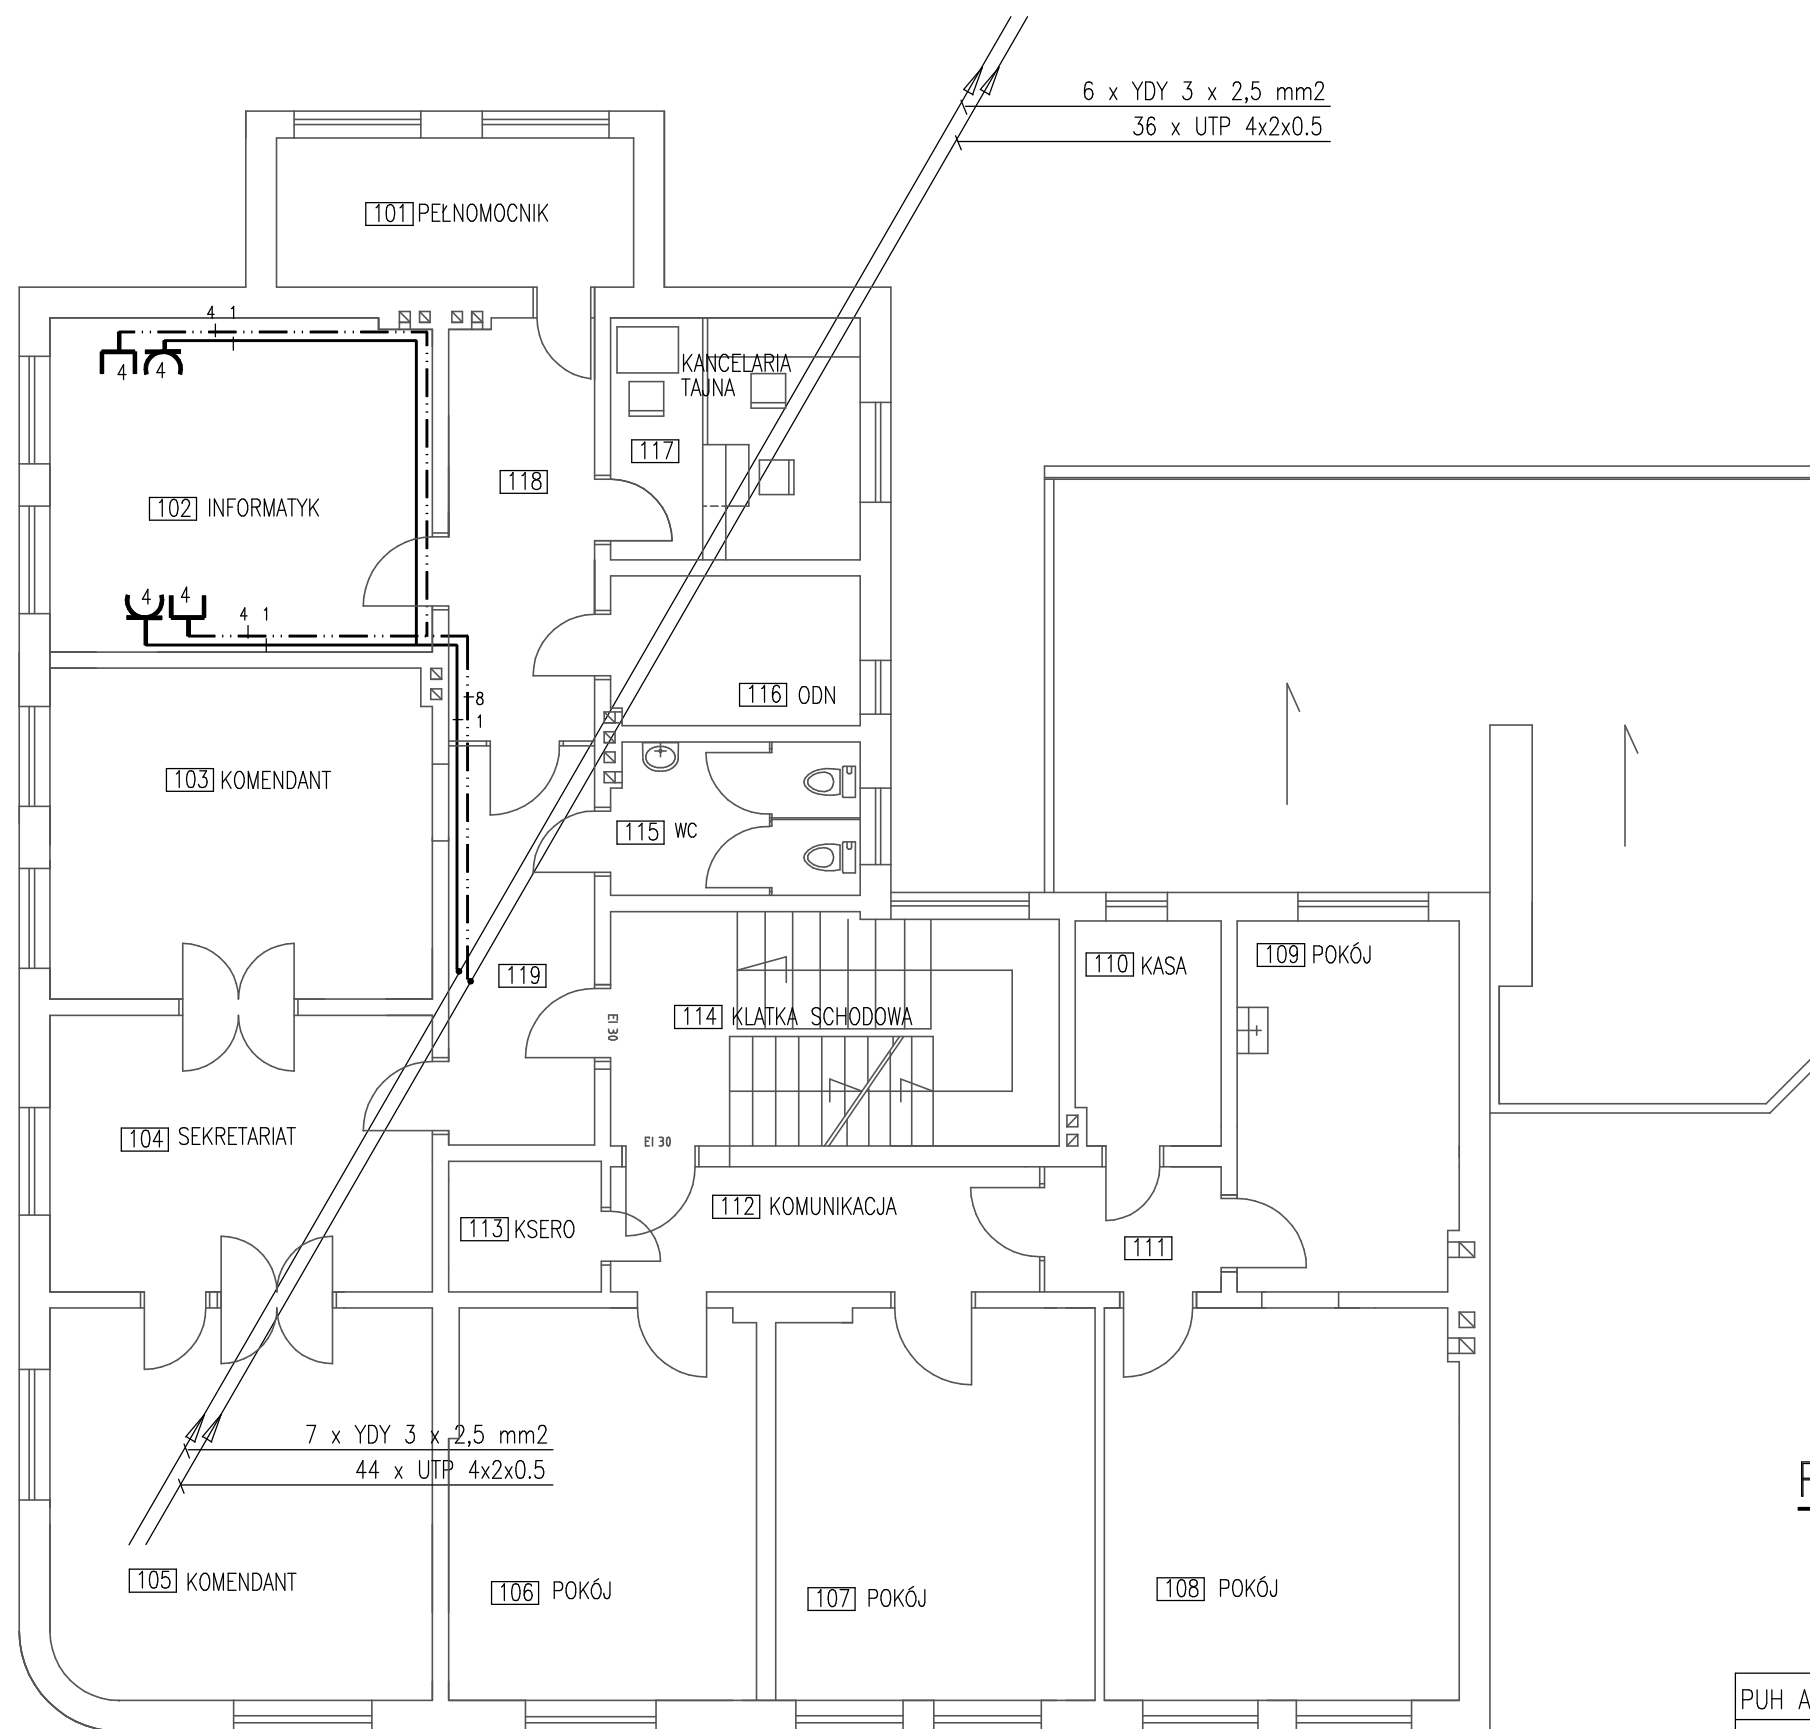 6 x YDY 3 x 2,5 mm2
36 x UTP 4x2x0.5
101 PEŁNOMOCNIK
4 1
4 4
KANCELARIA
TAJNA
117
118
102 INFORMATYK
4 4
4 1
116 ODN
8
1
103 KOMENDANT
115 WC
119
110 KASA
109 POKÓJ
114 KLATKA SCHODOWA
EI 30
104 SEKRETARIAT
EI 30
113 KSERO
112 KOMUNIKACJA
111
7 x YDY 3 x 2,5 mm2
44 x UTP 4x2x0.5
105 KOMENDANT
106 POKÓJ
107 POKÓJ
108 POKÓJ
PUH A